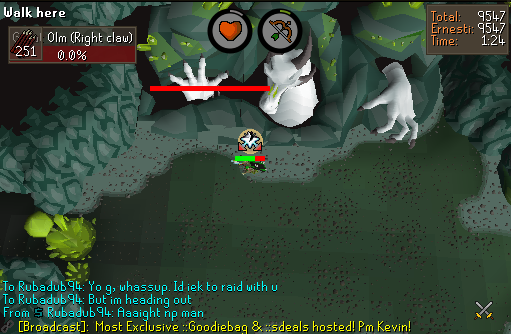 Walk here
Olm (Right claw)
251
0.0%
Total: 9547
Ernesti: 9547
Time: 1:24
To Rubadub94: Yo g, whassup. Id iek to raid with u
To Rubadub94: But im heading out
From S Rubadub94: Aaaight np man
[Broadcast]: Most Exclusive ::Goodiebag & ::sdeals hosted! Pm Kevin!